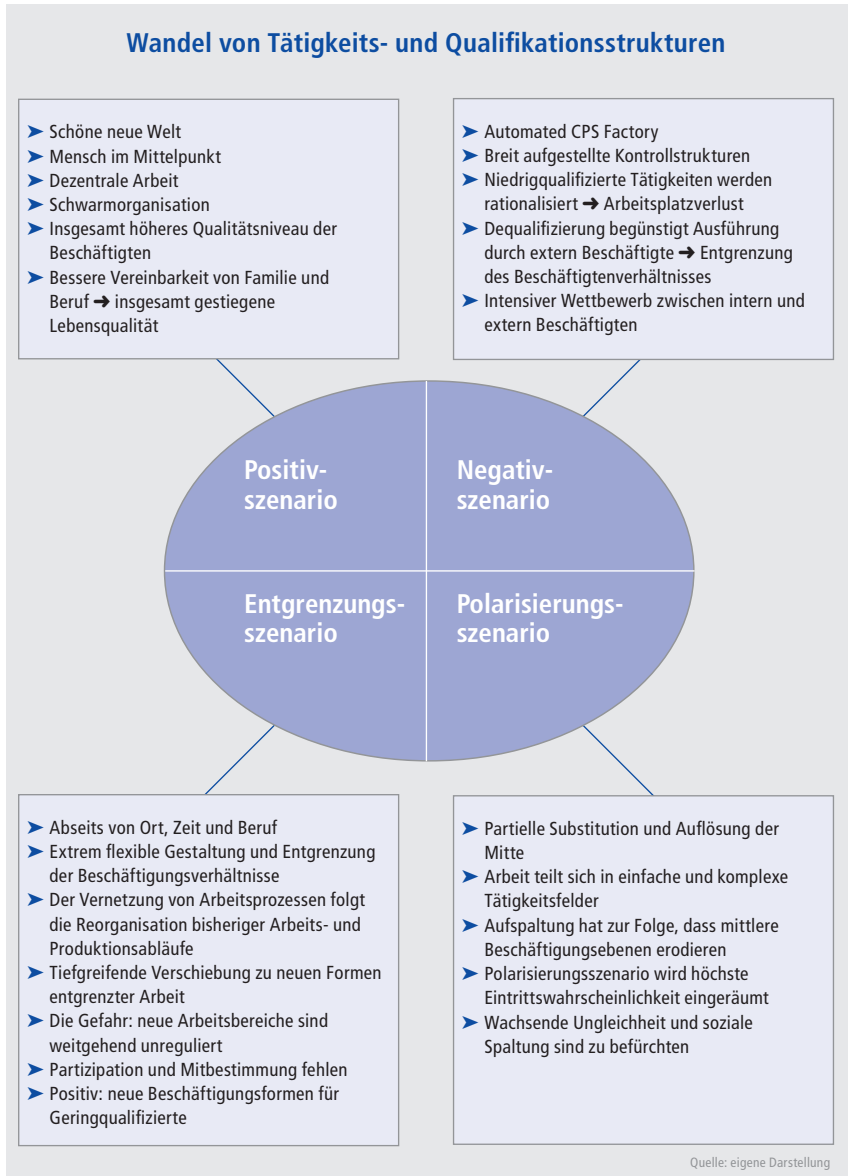 Wandel von Tätigkeits- und Qualifikationsstrukturen
➤ Schöne neue Welt
➤ Mensch im Mittelpunkt
➤ Dezentrale Arbeit
➤ Schwarmorganisation
➤ Insgesamt höheres Qualitätsniveau der
Beschäftigten
➤ Bessere Vereinbarkeit von Familie und
Beruf ➜ insgesamt gestiegene
Lebensqualität
➤ Automated CPS Factory
➤ Breit aufgestellte Kontrollstrukturen
➤ Niedrigqualifizierte Tätigkeiten werden
rationalisiert ➜ Arbeitsplatzverlust
➤ Dequalifizierung begünstigt Ausführung
durch extern Beschäftigte ➜ Entgrenzung
des Beschäftigtenverhältnisses
➤ Intensiver Wettbewerb zwischen intern und
extern Beschäftigten
Positiv-
szenario
Negativ-
szenario
Entgrenzungs-
szenario
Polarisierungs-
szenario
➤ Abseits von Ort, Zeit und Beruf
➤ Extrem flexible Gestaltung und Entgrenzung
der Beschäftigungsverhältnisse
➤ Der Vernetzung von Arbeitsprozessen folgt
die Reorganisation bisheriger Arbeits- und
Produktionsabläufe
➤ Tiefgreifende Verschiebung zu neuen Formen
entgrenzter Arbeit
➤ Die Gefahr: neue Arbeitsbereiche sind
weitgehend unreguliert
➤ Partizipation und Mitbestimmung fehlen
➤ Positiv: neue Beschäftigungsformen für
Geringqualifizierte
➤ Partielle Substitution und Auflösung der
Mitte
➤ Arbeit teilt sich in einfache und komplexe
Tätigkeitsfelder
➤ Aufspaltung hat zur Folge, dass mittlere
Beschäftigungsebenen erodieren
➤ Polarisierungsszenario wird höchste
Eintrittswahrscheinlichkeit eingeräumt
➤ Wachsende Ungleichheit und soziale
Spaltung sind zu befürchten
Quelle: eigene Darstellung